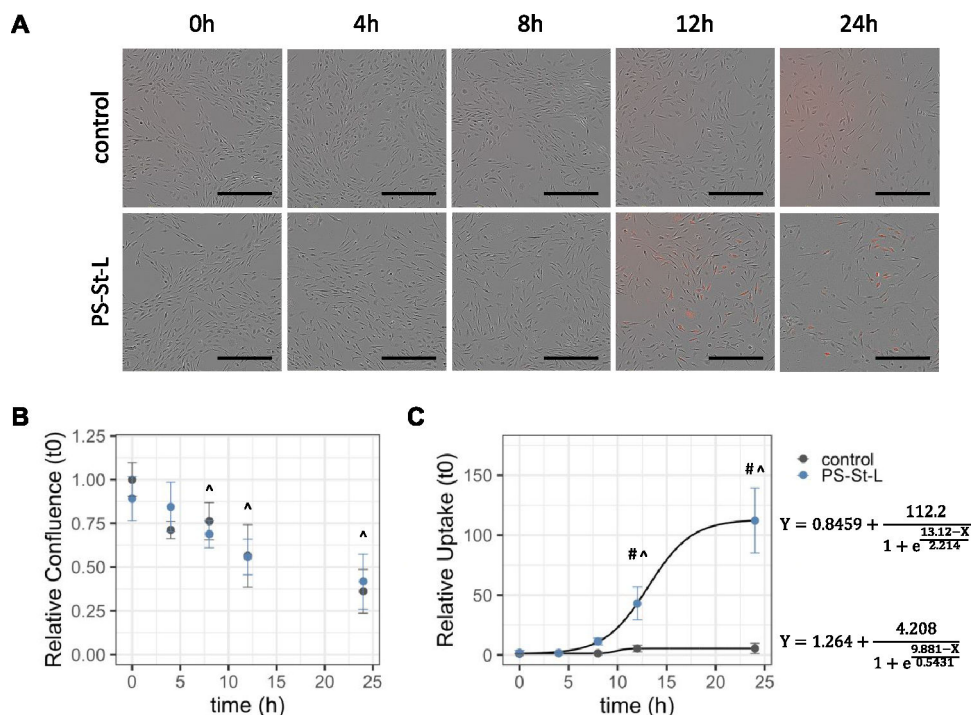 A
0h 4h 8h 12h 24h
control
PS-St-L
B
Relative Confluence (t0)
1.25
1.00
0.75
0.50
0.25
0.00
^ ^ ^
0 5 10 15 20 25
time (h)
C
Relative Uptake (t0)
150
100
50
0
#^ #^
0 5 10 15 20 25
time (h)
control
PS-St-L
Y = 0.8459 + 112.2 / 1 + e^(13.12−X / 2.214)
Y = 1.264 + 4.208 / 1 + e^(9.881−X / 0.5431)